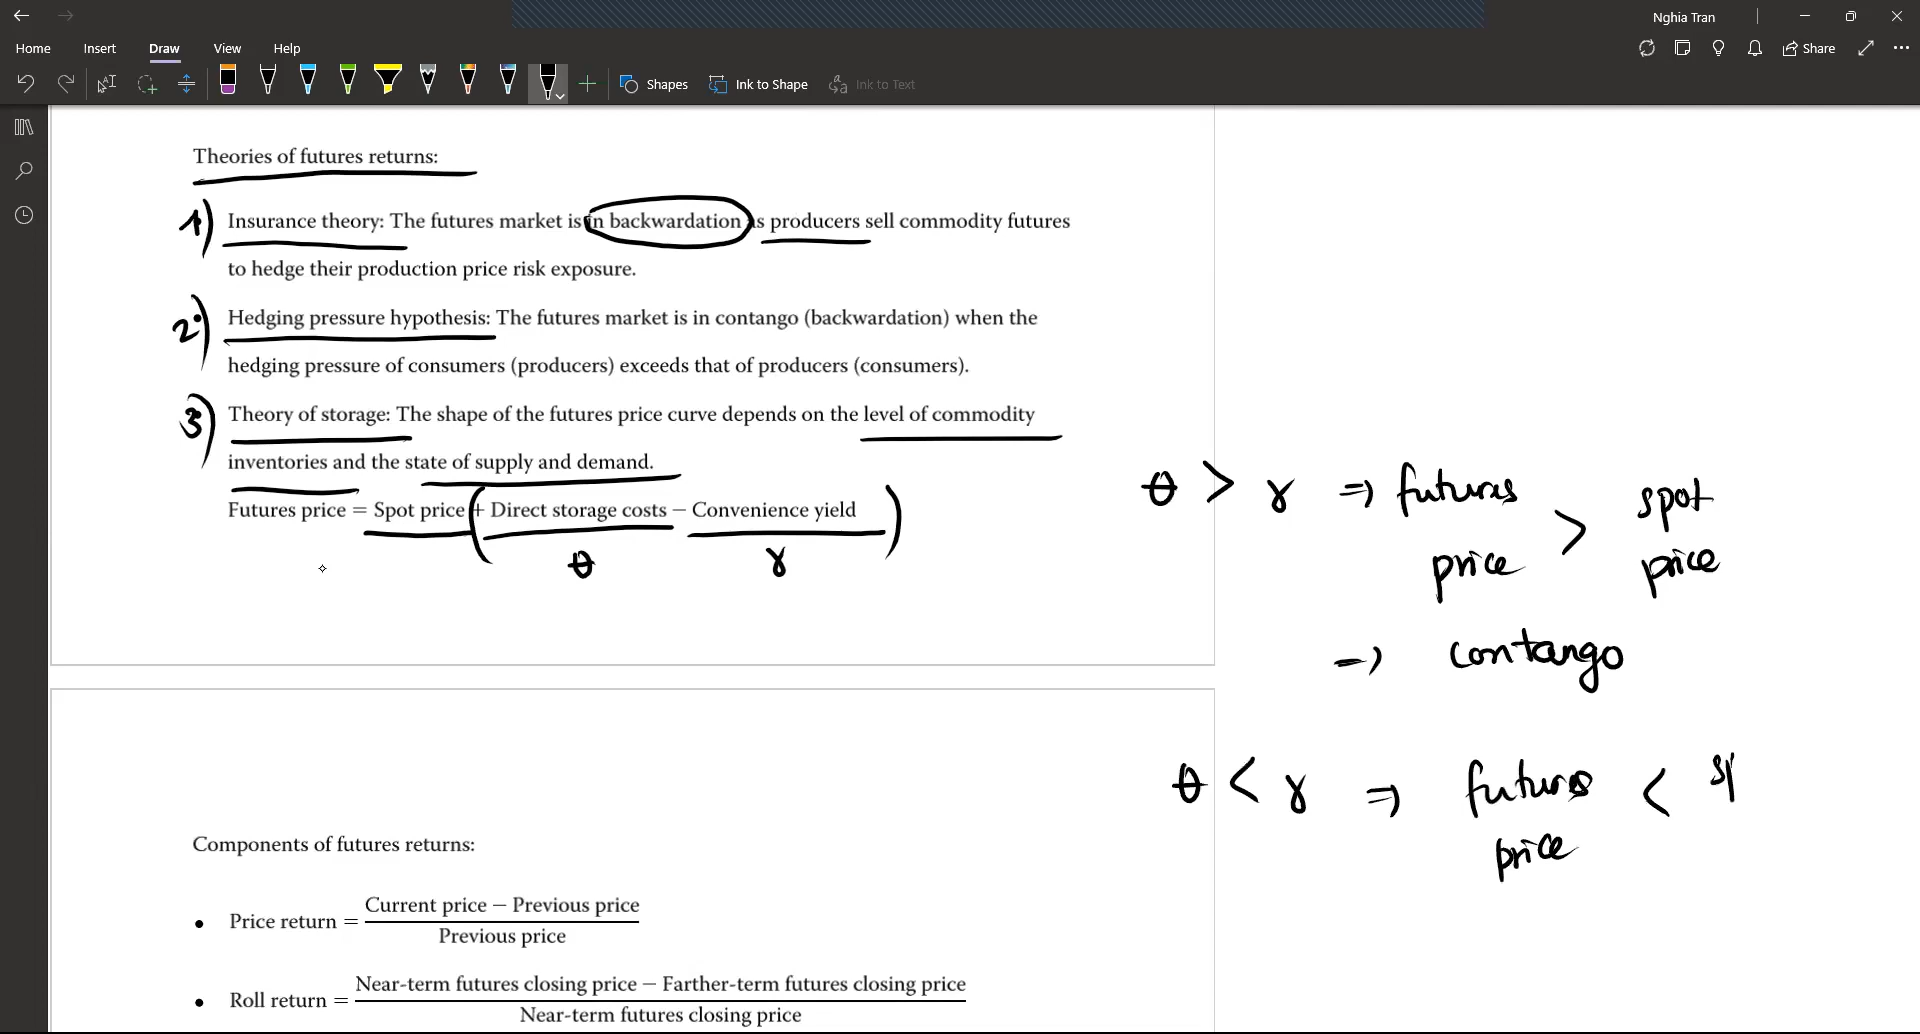 Nghia Tran
Home Insert Draw View Help
Share
Shapes Ink to Shape Ink to Text
Theories of futures returns:
1) Insurance theory: The futures market is in backwardation as producers sell commodity futures
to hedge their production price risk exposure.
2) Hedging pressure hypothesis: The futures market is in contango (backwardation) when the
hedging pressure of consumers (producers) exceeds that of producers (consumers).
3) Theory of storage: The shape of the futures price curve depends on the level of commodity
inventories and the state of supply and demand.
Futures price = Spot price + Direct storage costs − Convenience yield
θ γ
θ > γ ⇒ futures price > spot price
⇒ contango
θ < γ ⇒ futures price <
Components of futures returns:
• Price return = Current price − Previous price
Previous price
• Roll return = Near-term futures closing price − Farther-term futures closing price
Near-term futures closing price